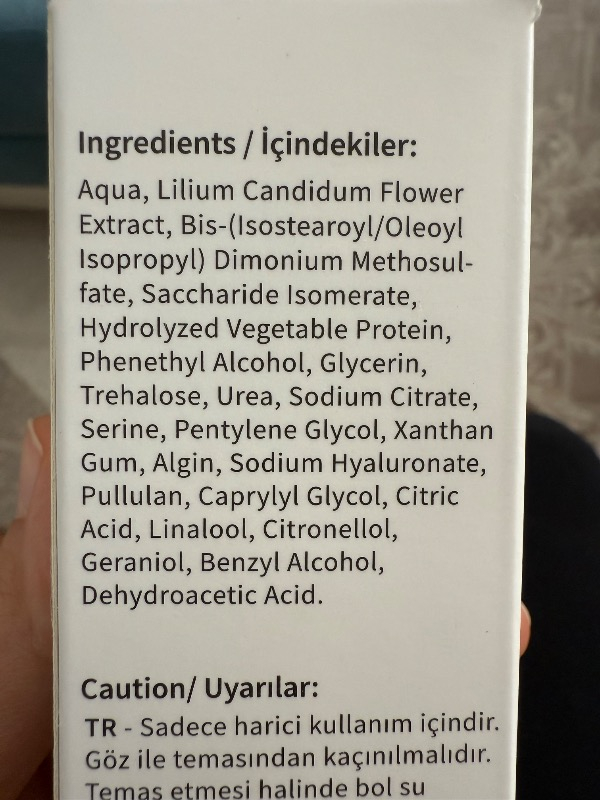 Ingredients / İçindekiler:
Aqua, Lilium Candidum Flower
Extract, Bis-(Isostearoyl/Oleoyl
Isopropyl) Dimonium Methosul-
fate, Saccharide Isomerate,
Hydrolyzed Vegetable Protein,
Phenethyl Alcohol, Glycerin,
Trehalose, Urea, Sodium Citrate,
Serine, Pentylene Glycol, Xanthan
Gum, Algin, Sodium Hyaluronate,
Pullulan, Caprylyl Glycol, Citric
Acid, Linalool, Citronellol,
Geraniol, Benzyl Alcohol,
Dehydroacetic Acid.
Caution/ Uyarılar:
TR - Sadece harici kullanım içindir.
Göz ile temasından kaçınılmalıdır.
Temas etmesi halinde bol su